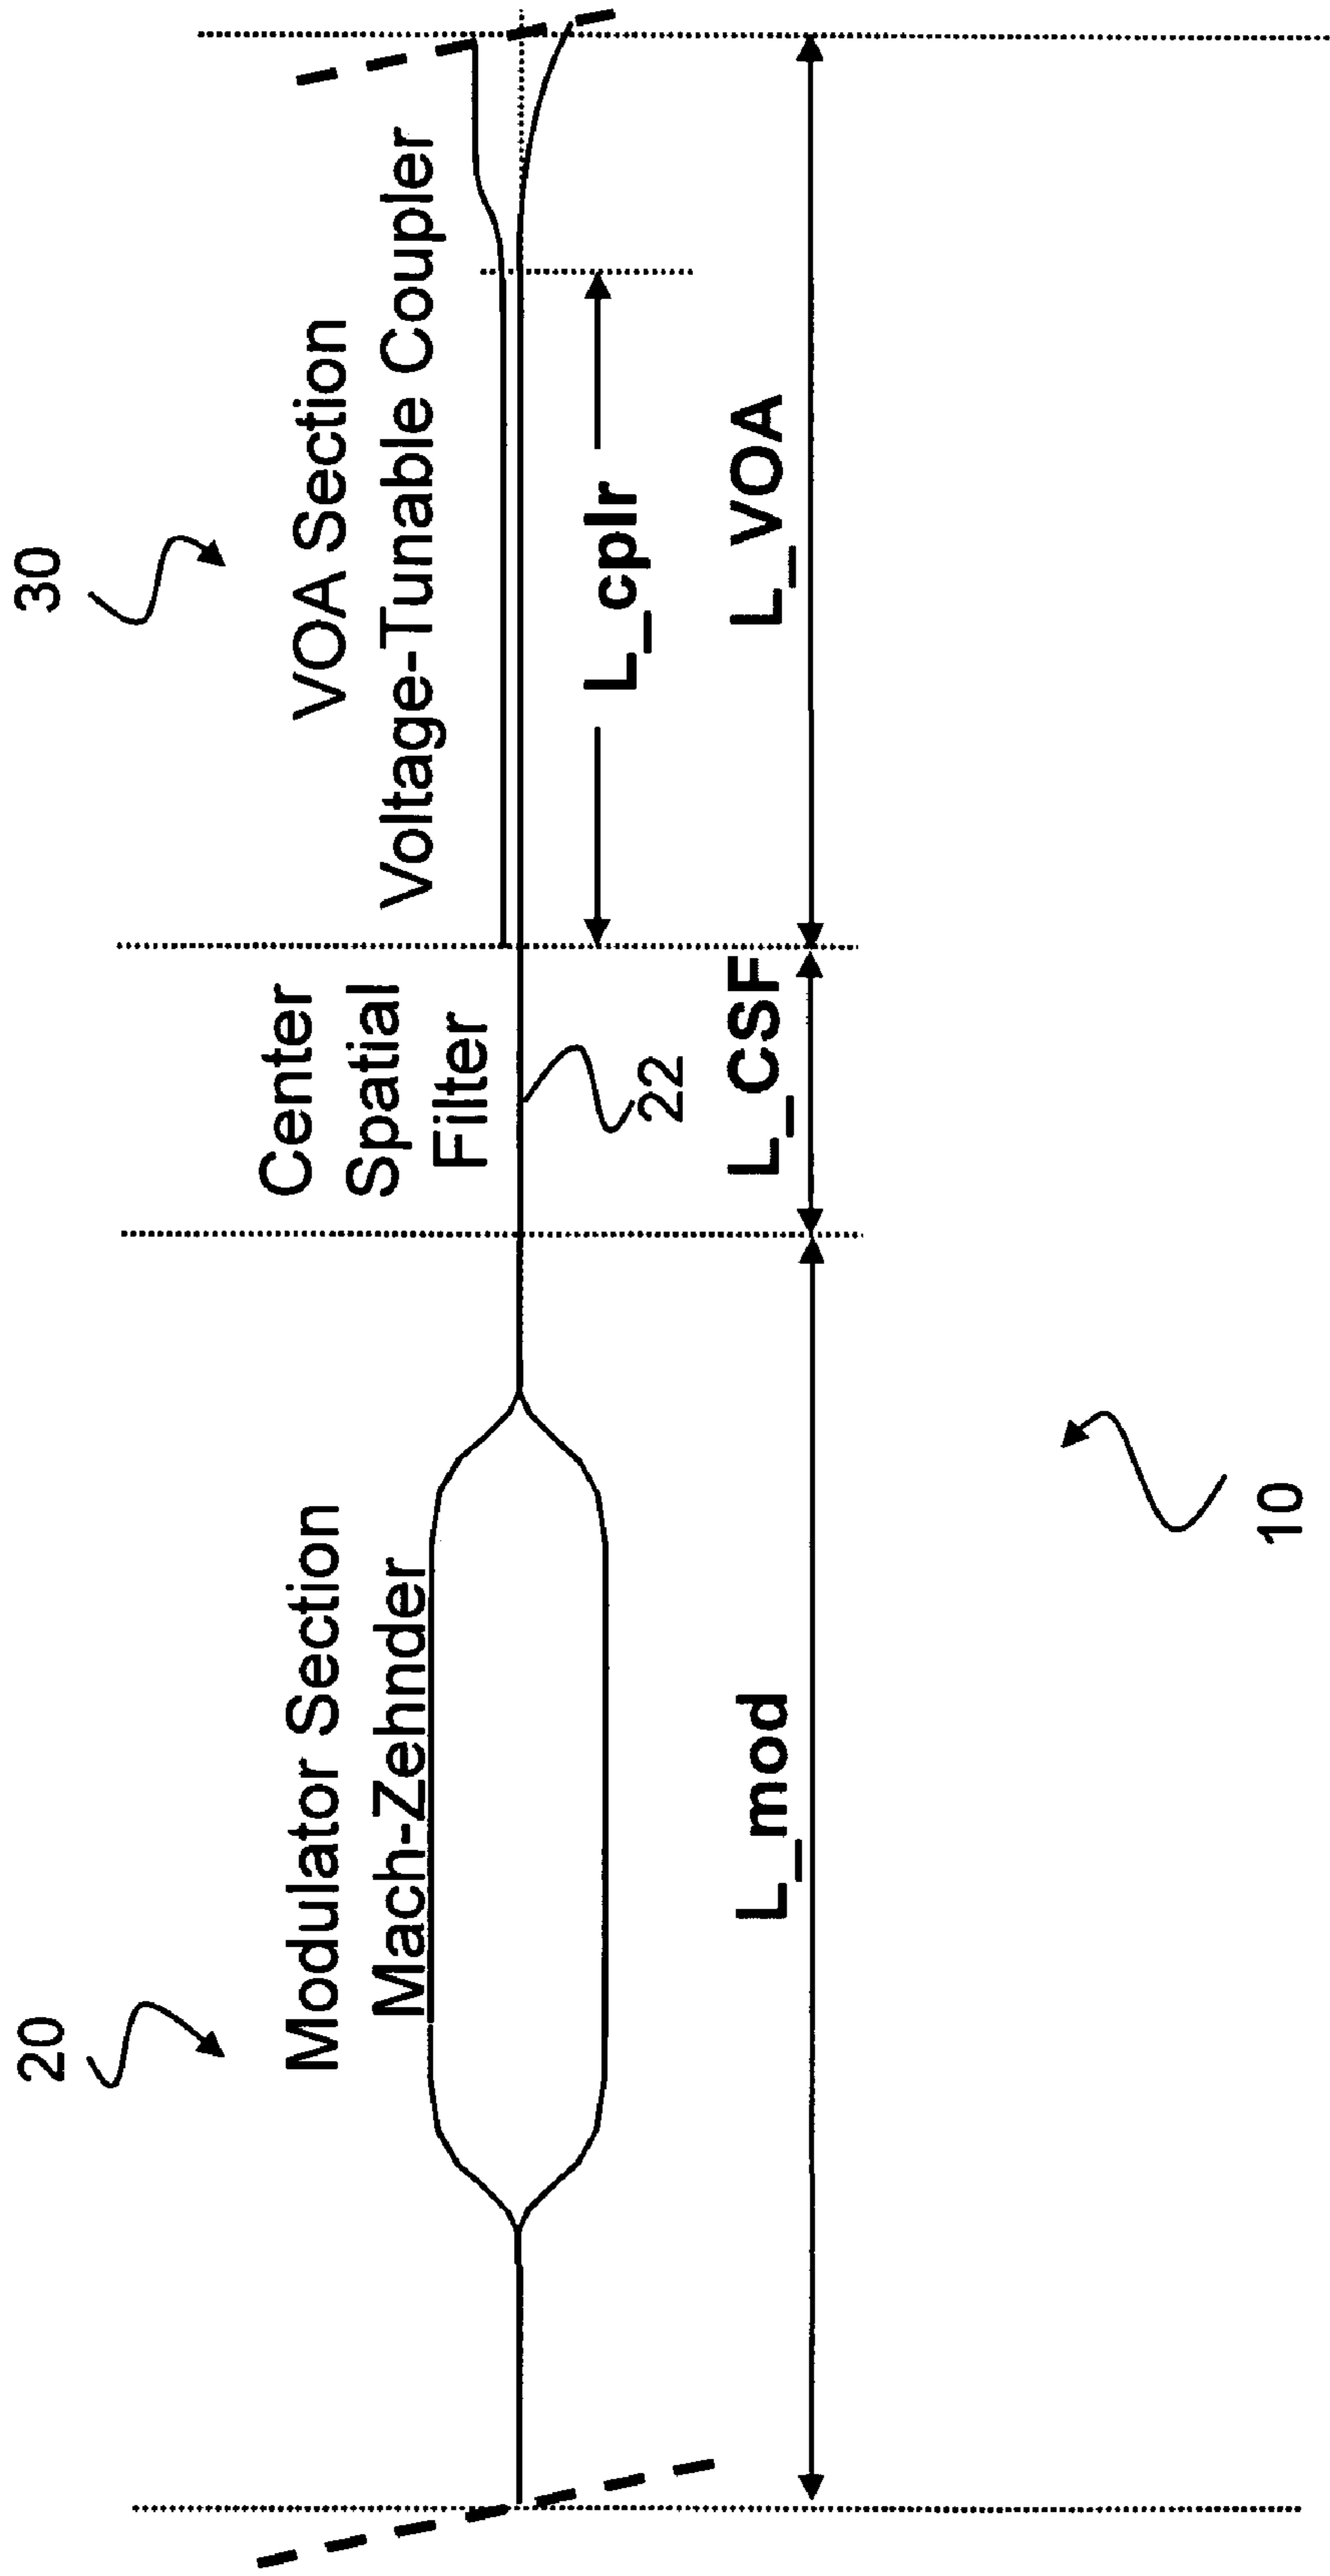 20
Modulator Section
Mach-Zehnder
L_mod
Center
Spatial
Filter
22
L_CSF
30
VOA Section
Voltage-Tunable Coupler
L_cplr
L_VOA
10